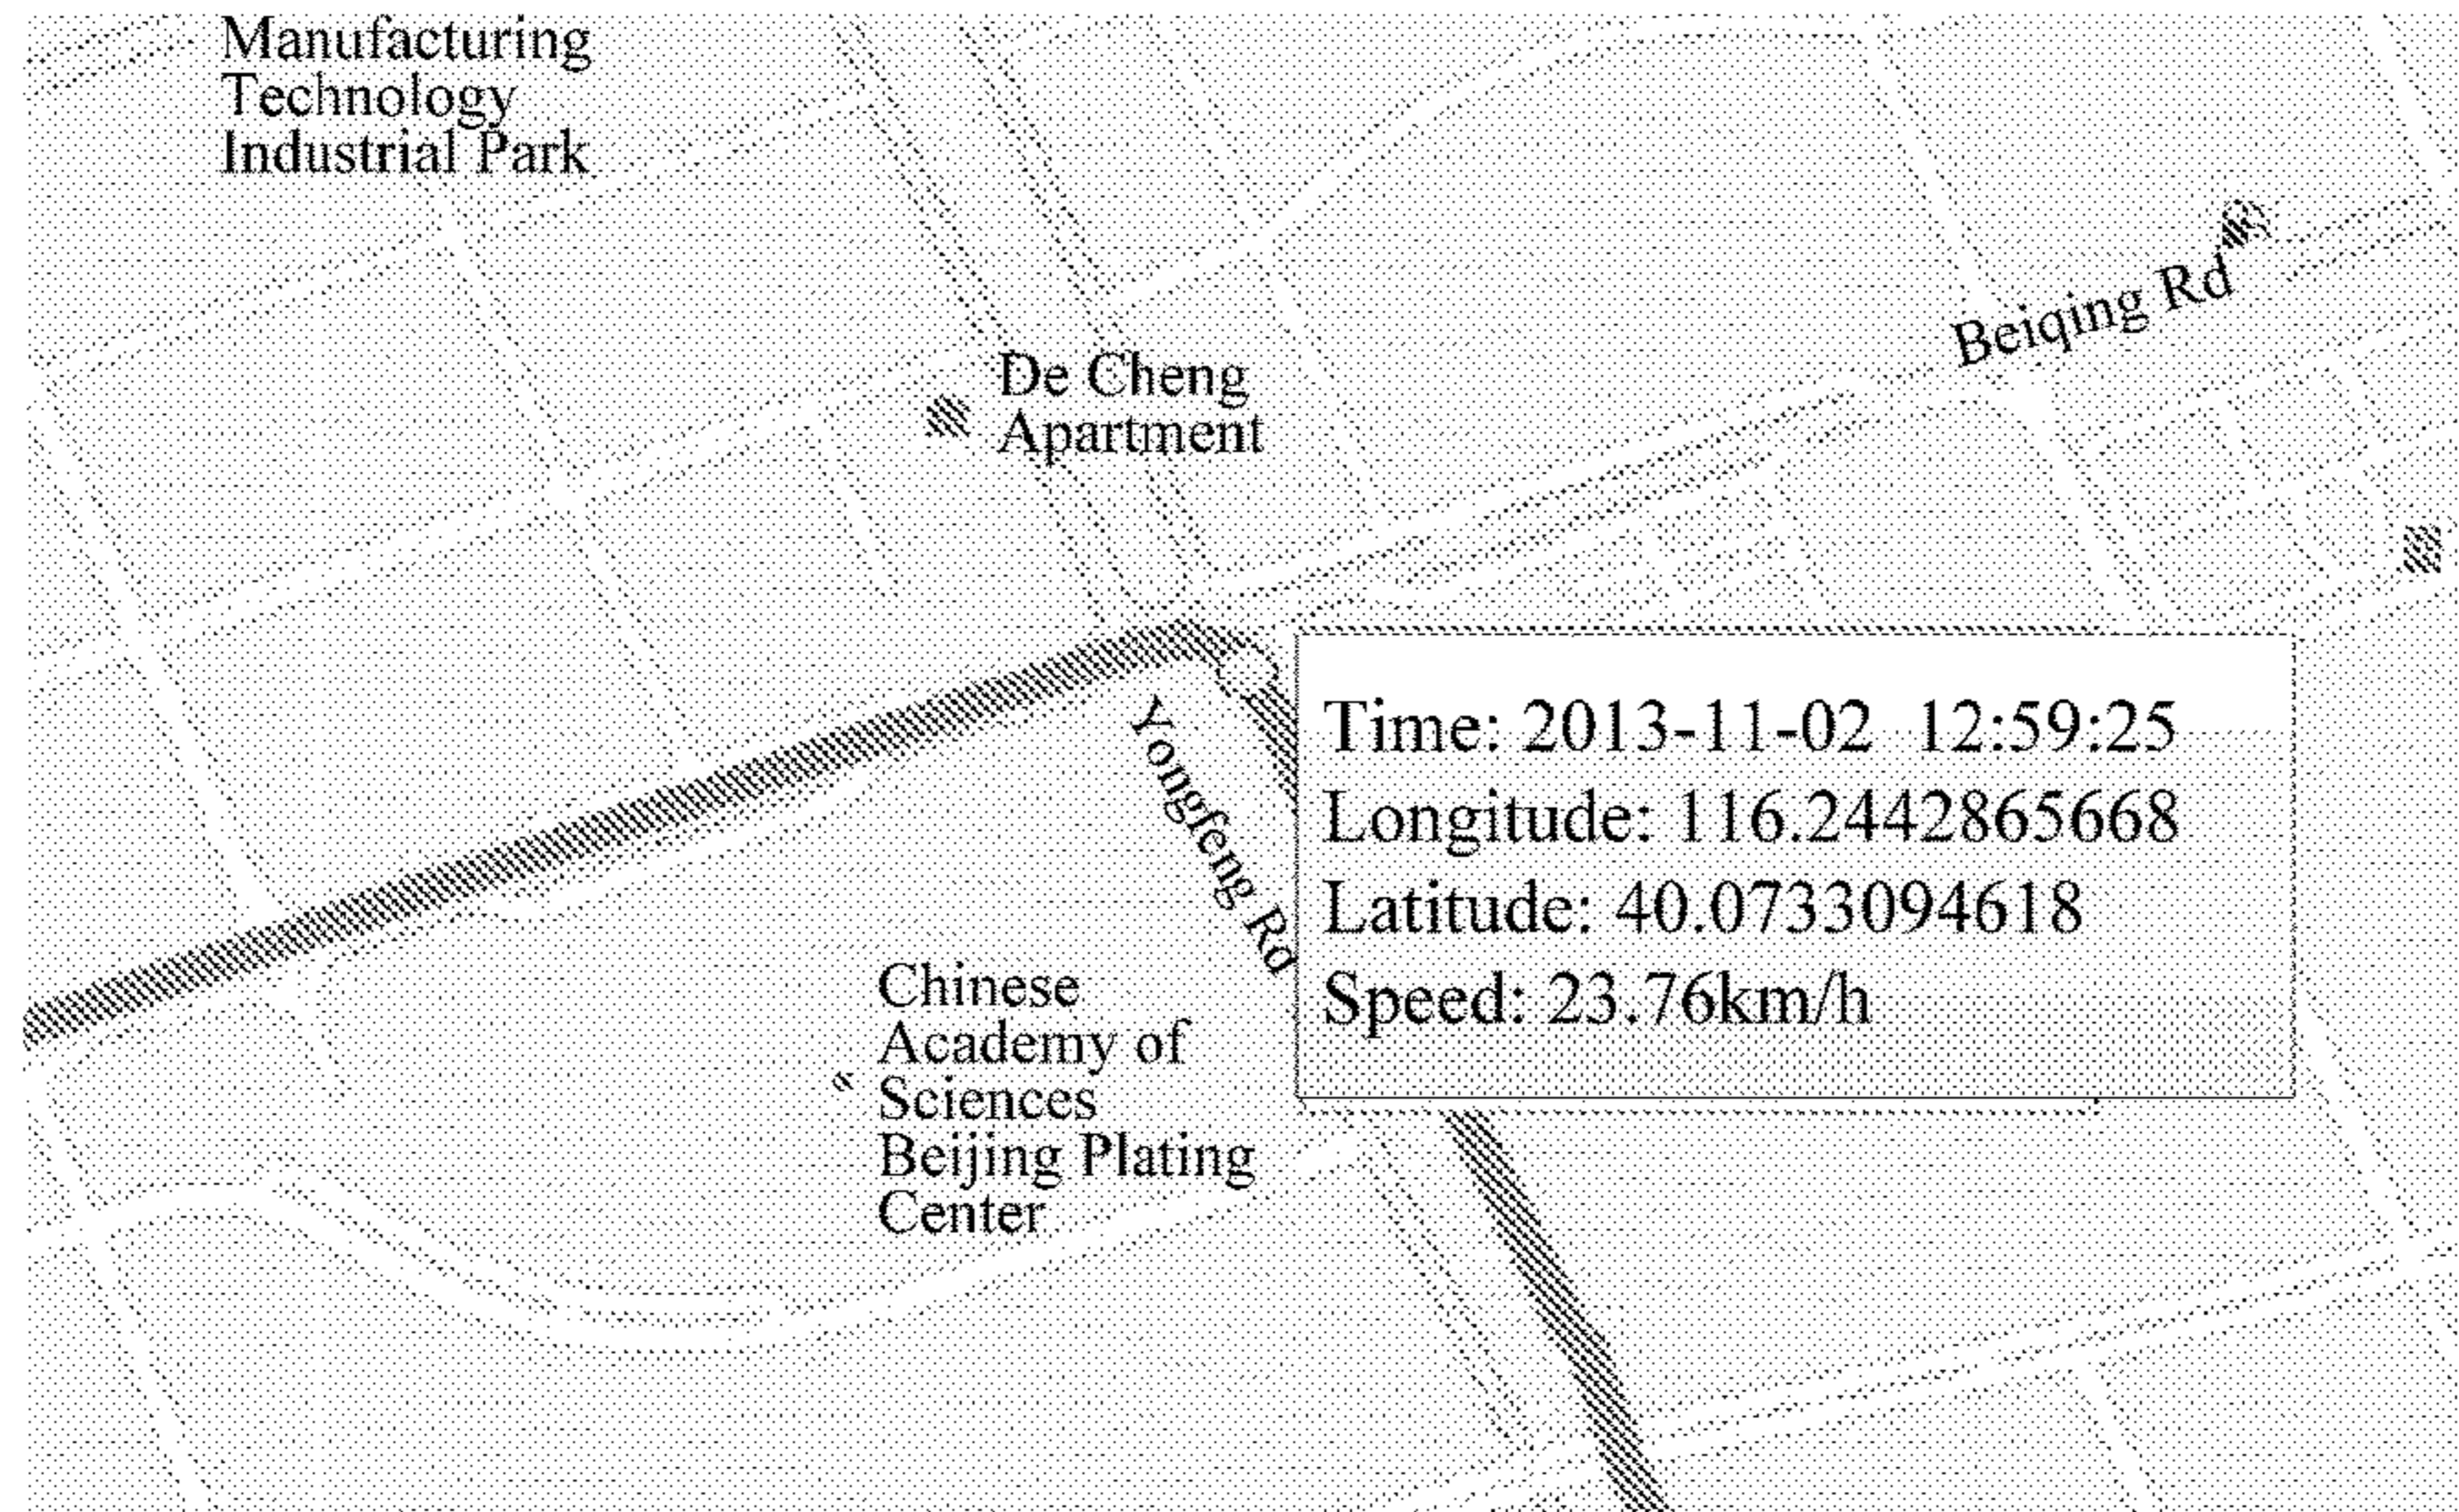 Manufacturing
Technology
Industrial Park
Beiqing Rd
De Cheng
Apartment
Yongfeng Rd
Time: 2013-11-02 12:59:25
Longitude: 116.2442865668
Latitude: 40.0733094618
Speed: 23.76km/h
Chinese
Academy of
Sciences
Beijing Plating
Center